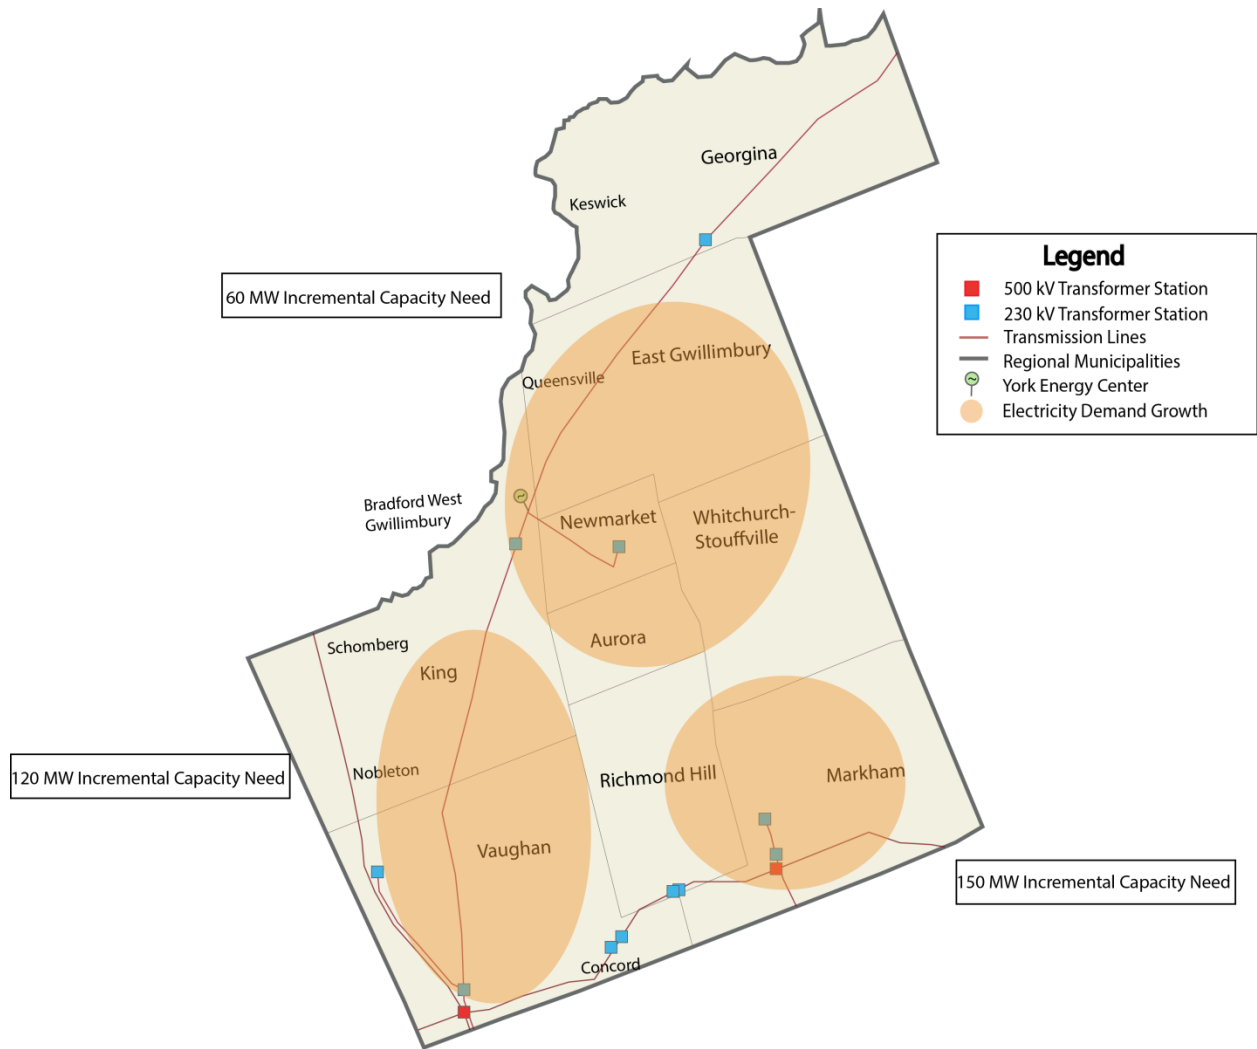 Georgina
Keswick
60 MW Incremental Capacity Need
Legend
500 kV Transformer Station
230 kV Transformer Station
Transmission Lines
Regional Municipalities
York Energy Center
Electricity Demand Growth
East Gwillimbury
Queensville
Bradford West
Gwillimbury
Newmarket
Whitchurch-
Stouffville
Aurora
Schomberg
King
120 MW Incremental Capacity Need
Nobleton
Richmond Hill
Markham
Vaughan
150 MW Incremental Capacity Need
Concord